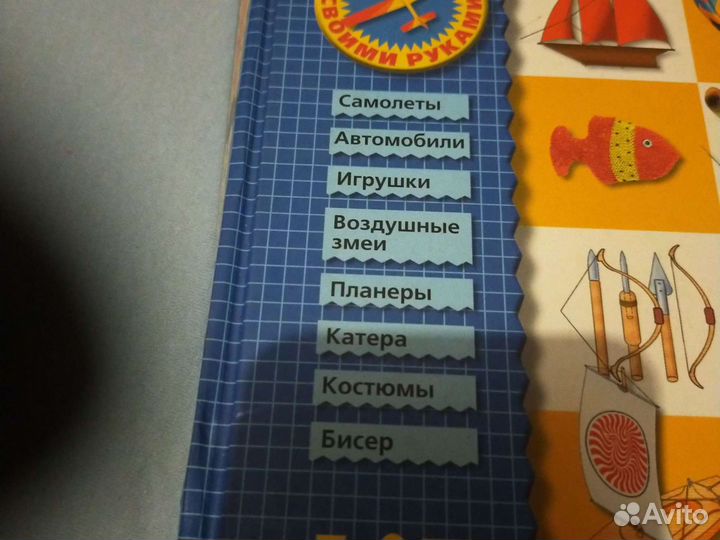 СВОИМИ РУКАМИ
Самолеты
Автомобили
Игрушки
Воздушные
змеи
Планеры
Катера
Костюмы
Бисер
Avito